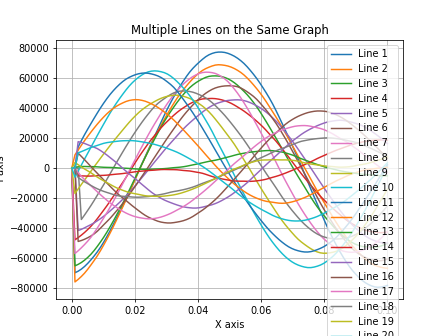 Multiple Lines on the Same Graph
80000
60000
40000
20000
0
−20000
−40000
−60000
−80000
0.00
0.02
0.04
0.06
0.08
X axis
Line 1
Line 2
Line 3
Line 4
Line 5
Line 6
Line 7
Line 8
Line 9
Line 10
Line 11
Line 12
Line 13
Line 14
Line 15
Line 16
Line 17
Line 18
Line 19